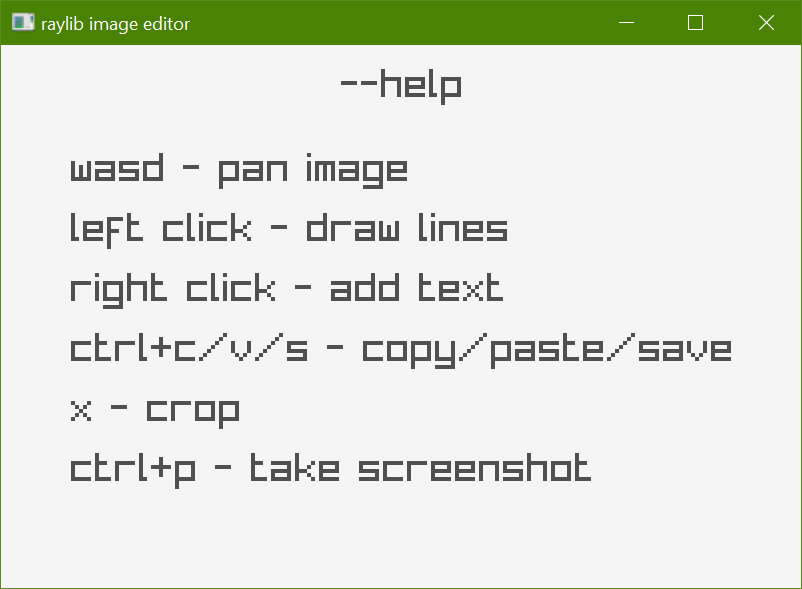 raylib image editor
--help
wasd - pan image
left click - draw lines
right click - add text
ctrl+c/v/s - copy/paste/save
x - crop
ctrl+p - take screenshot